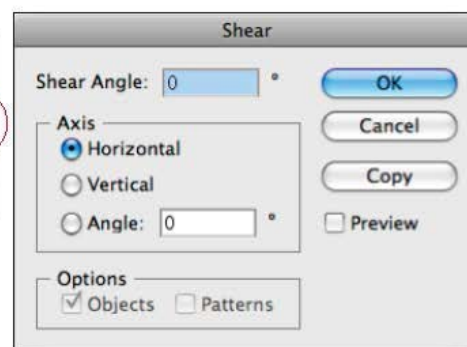 Shear
Shear Angle: 0 °
OK
Axis
Cancel
Horizontal
Vertical
Copy
Angle: 0 °
Preview
Options
Objects Patterns